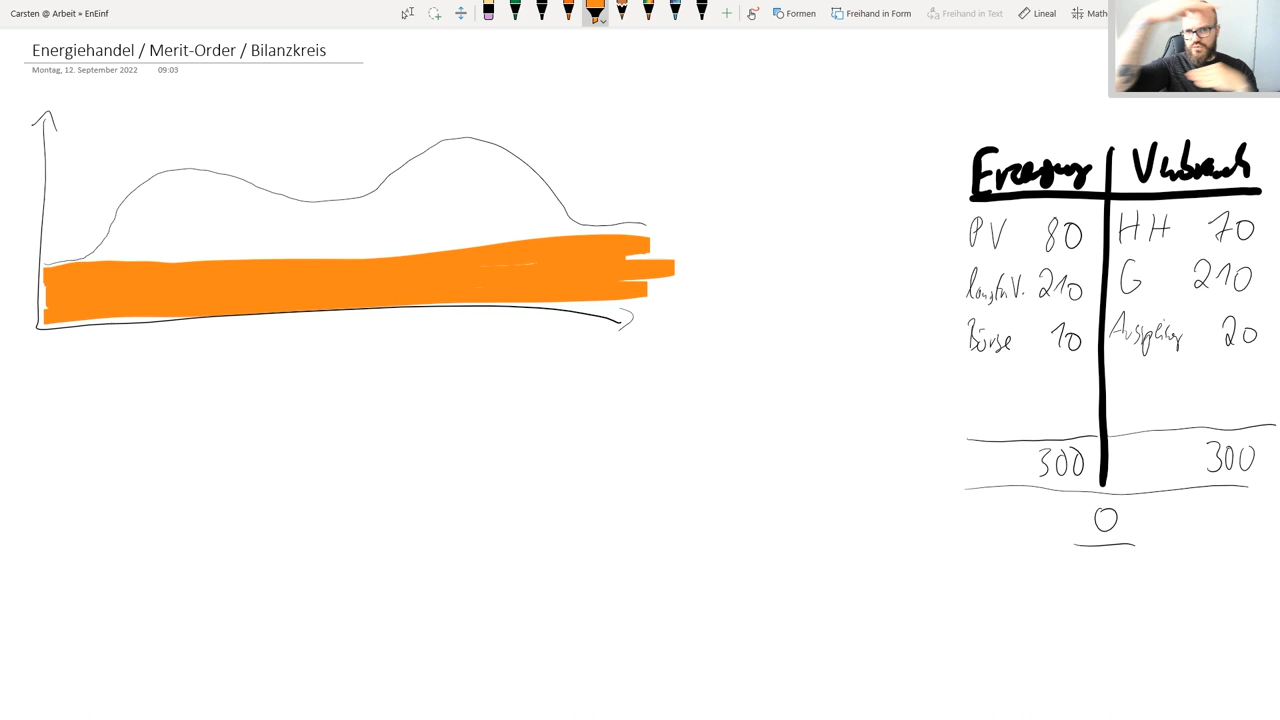 Carsten @ Arbeit » EnEinf
Formen
Freihand in Form
Freihand in Text
Lineal
Math
Energiehandel / Merit-Order / Bilanzkreis
Montag, 12. September 2022 09:03
Erzeugung Verbrauch
PV 80 HH 70
langfr. V. 210 G 210
Börse 10 Ausspeisung 20
300 300
0